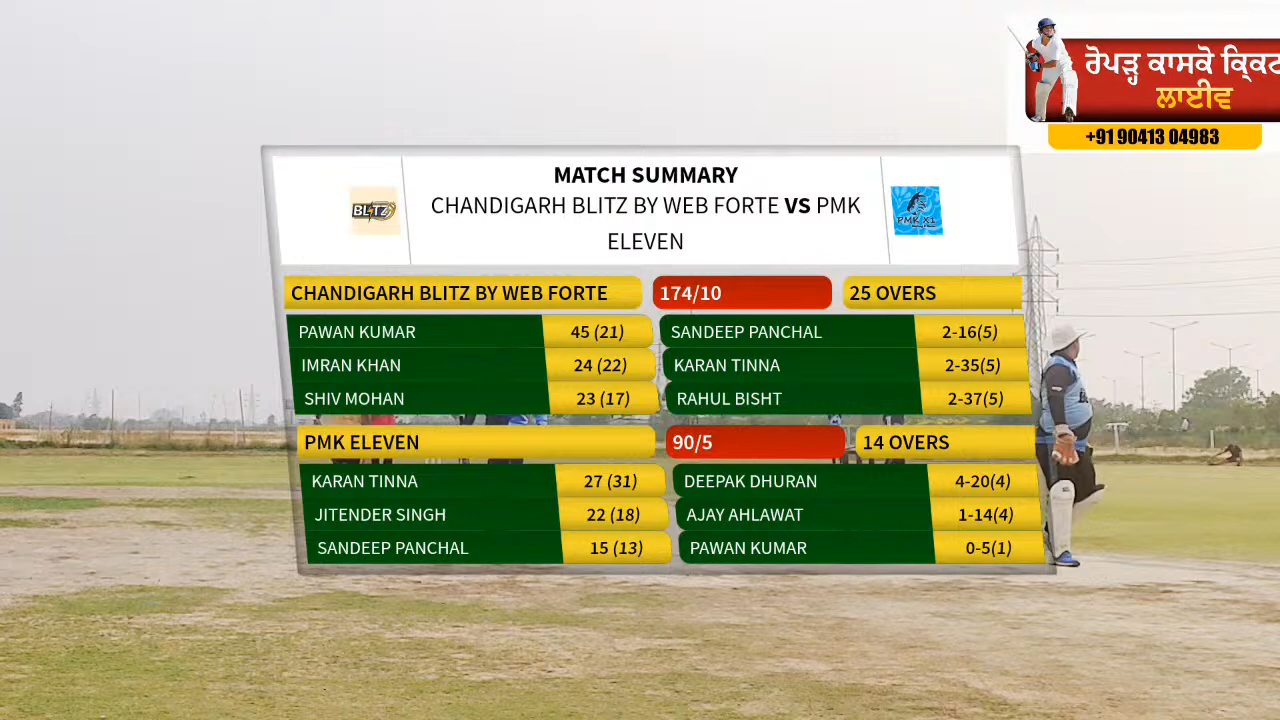 ਰੋਪੜ੍ਹ ਕਾਸਕੋ ਕ੍ਰਿਕਟ
ਲਾਈਵ
+91 90413 04983
MATCH SUMMARY
BLITZ
CHANDIGARH BLITZ BY WEB FORTE VS PMK
ELEVEN
PMK X1
CHANDIGARH BLITZ BY WEB FORTE 174/10 25 OVERS
PAWAN KUMAR 45 (21) SANDEEP PANCHAL 2-16(5)
IMRAN KHAN 24 (22) KARAN TINNA 2-35(5)
SHIV MOHAN 23 (17) RAHUL BISHT 2-37(5)
PMK ELEVEN 90/5 14 OVERS
KARAN TINNA 27 (31) DEEPAK DHURAN 4-20(4)
JITENDER SINGH 22 (18) AJAY AHLAWAT 1-14(4)
SANDEEP PANCHAL 15 (13) PAWAN KUMAR 0-5(1)